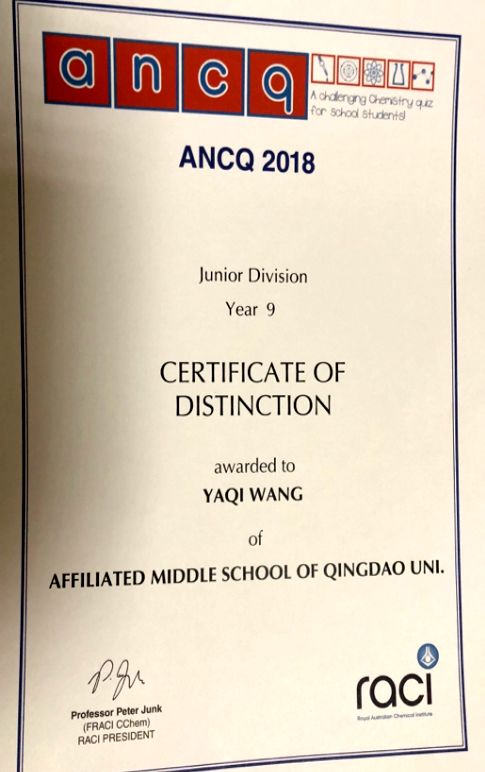 ancq
A challenging Chemistry quiz
for school students!
ANCQ 2018
Junior Division
Year 9
CERTIFICATE OF
DISTINCTION
awarded to
YAQI WANG
of
AFFILIATED MIDDLE SCHOOL OF QINGDAO UNI.
P. Ju
Professor Peter Junk
(FRACI CChem)
RACI PRESIDENT
raci
Royal Australian Chemical Institute